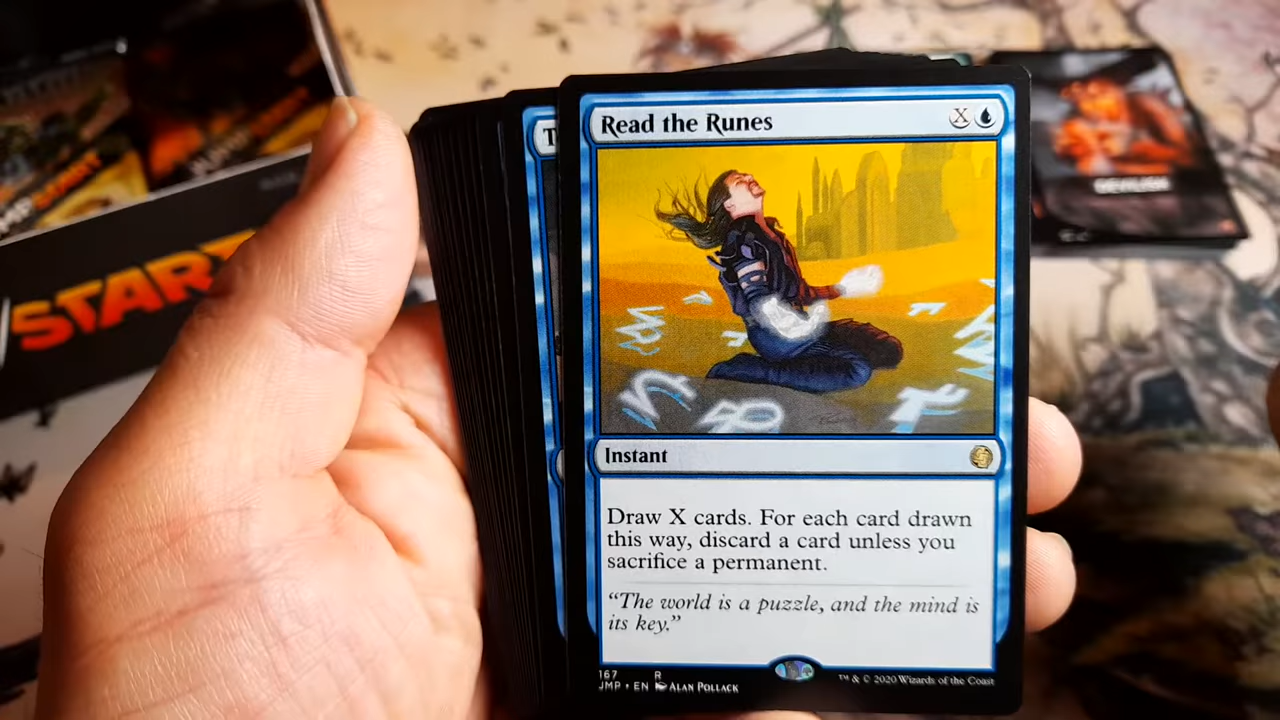 Read the Runes X
T
START
Instant
Draw X cards. For each card drawn
this way, discard a card unless you
sacrifice a permanent.
"The world is a puzzle, and the mind is
its key."
167 R
JMP • EN ALAN POLLACK
™ & © 2020 Wizards of the Coast